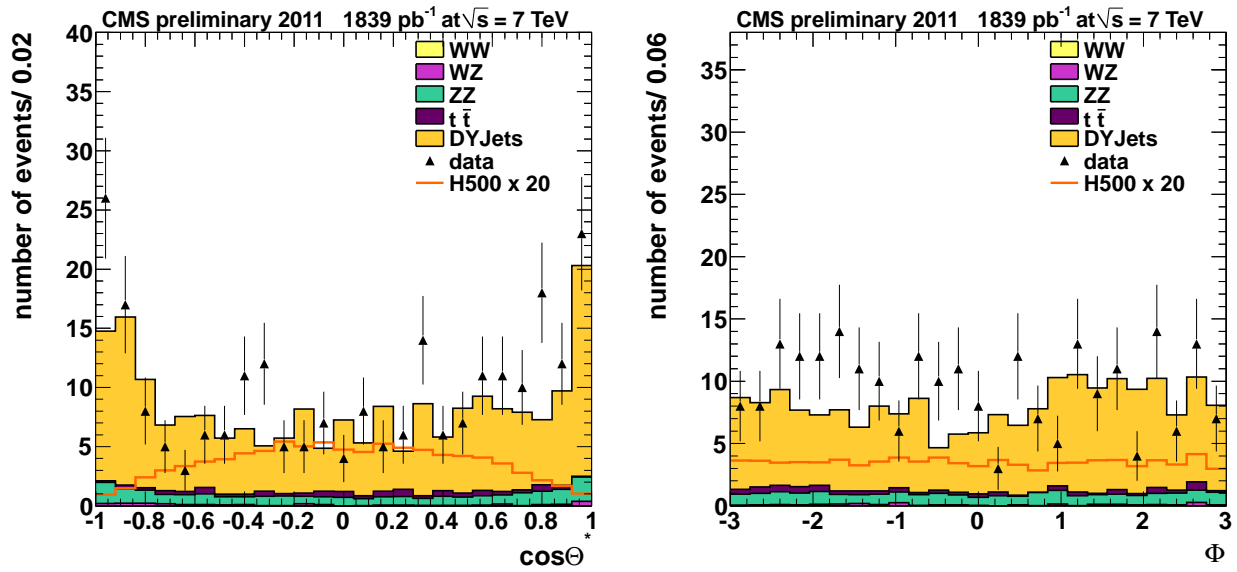 CMS preliminary 2011 1839 pb⁻¹ at √s = 7 TeV
number of events/ 0.02
40
35
30
25
20
15
10
5
0
WW
WZ
ZZ
t t̄
DYJets
data
H500 x 20
-1 -0.8 -0.6 -0.4 -0.2 0 0.2 0.4 0.6 0.8 1
cosΘ*
CMS preliminary 2011 1839 pb⁻¹ at √s = 7 TeV
number of events/ 0.06
35
30
25
20
15
10
5
0
WW
WZ
ZZ
t t̄
DYJets
data
H500 x 20
-3 -2 -1 0 1 2 3
Φ